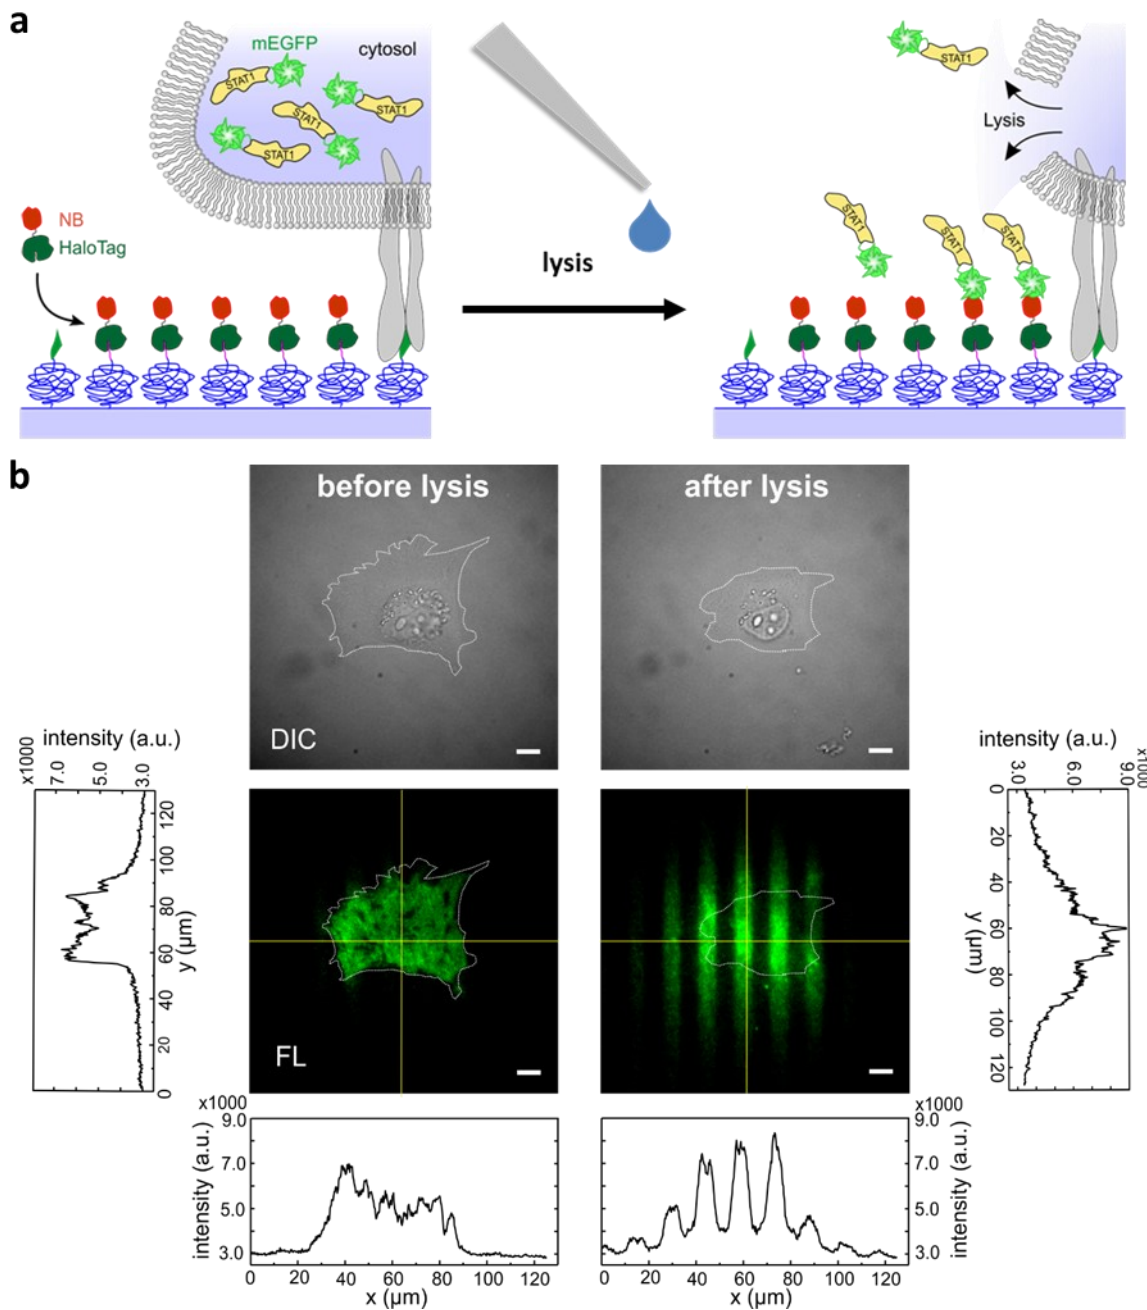 a
mEGFP
cytosol
STAT1
STAT1
STAT1
STAT1
NB
HaloTag
lysis
STAT1
Lysis
STAT1
STAT1
STAT1
b
before lysis
after lysis
DIC
intensity (a.u.)
x1000
7.0 5.0 3.0
0 20 40 60 80 100 120
y (µm)
FL
intensity (a.u.)
x1000
3.0 6.0 9.0
0 20 40 60 80 100 120
y (µm)
x1000
9.0
7.0
5.0
3.0
intensity (a.u.)
0 20 40 60 80 100 120
x (µm)
x1000
9.0
7.0
5.0
3.0
intensity (a.u.)
0 20 40 60 80 100 120
x (µm)